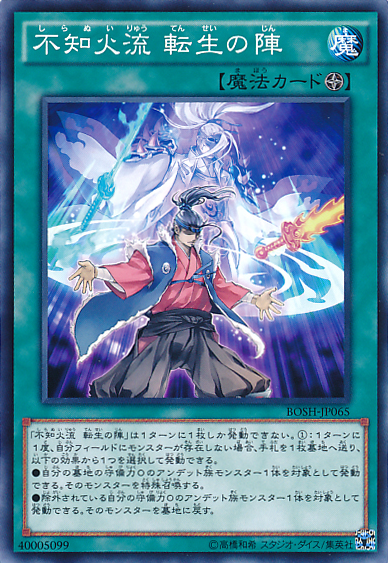 不知火流 転生の陣
魔
【魔法カード】
BOSH-JP065
「不知火流 転生の陣」は1ターンに1枚しか発動できない。①：1ターンに
1度、自分フィールドにモンスターが存在しない場合、手札を1枚墓地へ送り、
以下の効果から1つを選択して発動できる。
●自分の墓地の守備力0のアンデット族モンスター1体を対象として発動
できる。そのモンスターを特殊召喚する。
●除外されている自分の守備力0のアンデット族モンスター1体を対象として
発動できる。そのモンスターを墓地に戻す。
40005099
©高橋和希 スタジオ・ダイス/集英社